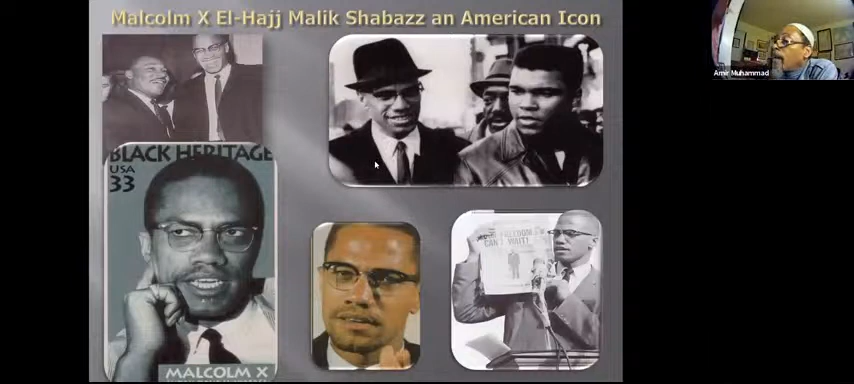 Malcolm X El-Hajj Malik Shabazz an American Icon
Amir Muhammad
BLACK HERITAGE
USA
33
FREEDOM
CAN'T WAIT!
MALCOLM X